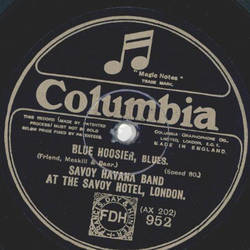 "Magic Notes"
TRADE MARK.
Columbia
THIS RECORD (MADE BY PATENTED
PROCESS) MUST NOT BE SOLD
BELOW PRICE FIXED BY PATENTEES.
COLUMBIA GRAPHOPHONE CO.
LIMITED, LONDON, E.C.1.
MADE IN ENGLAND.
BLUE HOOSIER, BLUES.
(Friend, Meskill & Baer.) (Speed 80.)
SAVOY HAVANA BAND
AT THE SAVOY HOTEL, LONDON.
FDH
(AX 202)
952